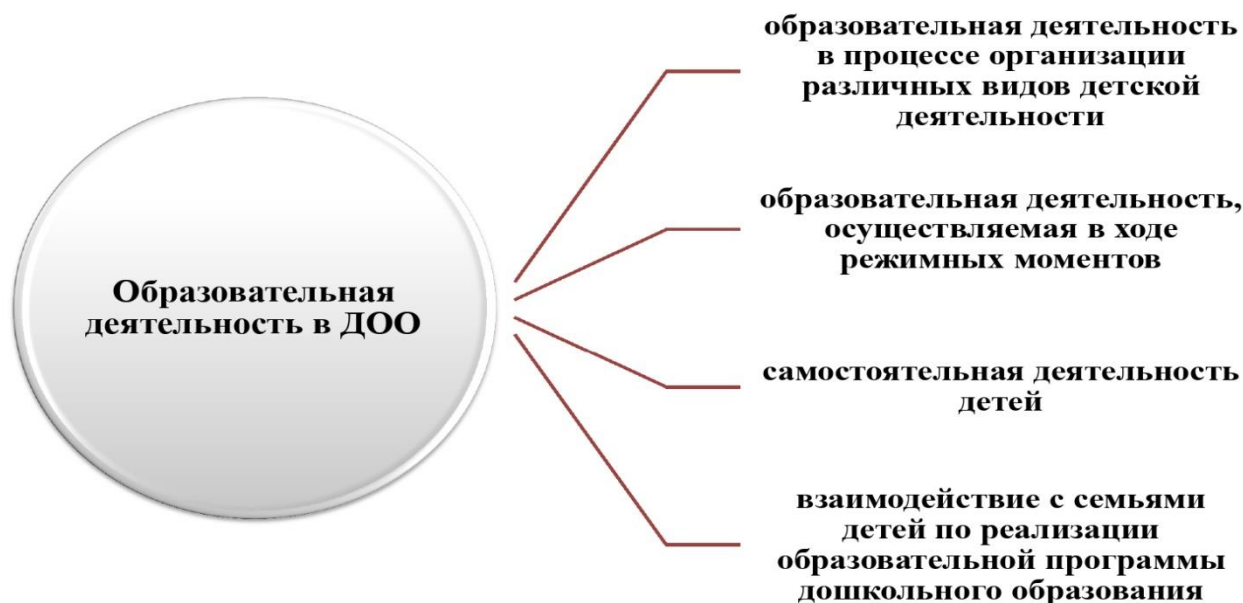 Образовательная
деятельность в ДОО
образовательная деятельность
в процессе организации
различных видов детской
деятельности
образовательная деятельность,
осуществляемая в ходе
режимных моментов
самостоятельная деятельность
детей
взаимодействие с семьями
детей по реализации
образовательной программы
дошкольного образования